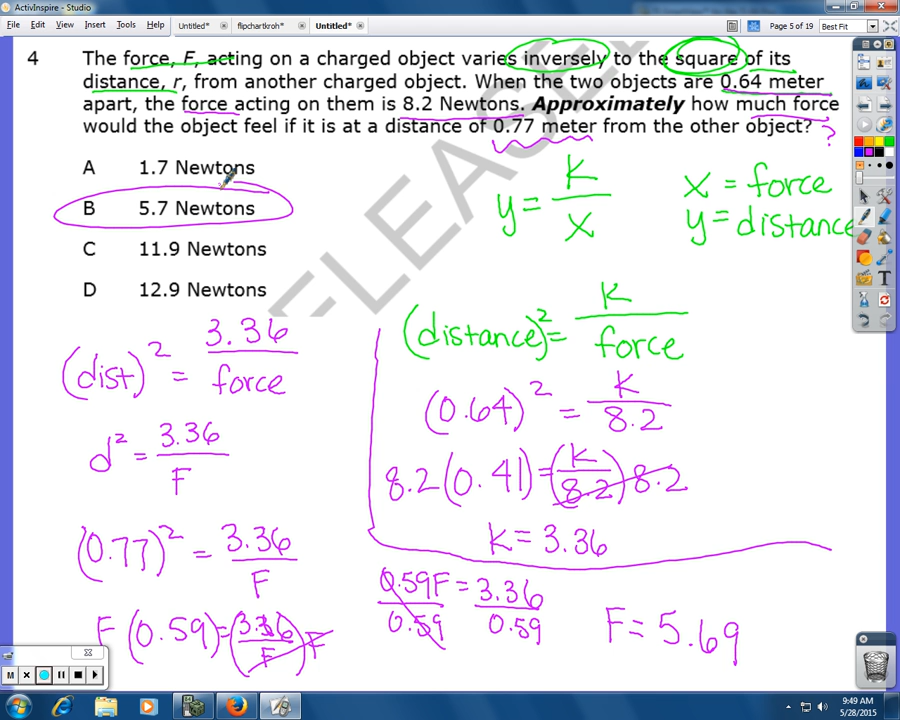 ActivInspire - Studio
File Edit View Insert Tools Help
Untitled* flipchartkroh* Untitled* Page 5 of 19 Best Fit
4 The force, F, acting on a charged object varies inversely to the square of its
distance, r, from another charged object. When the two objects are 0.64 meter
apart, the force acting on them is 8.2 Newtons. Approximately how much force
would the object feel if it is at a distance of 0.77 meter from the other object?
?
A 1.7 Newtons
B 5.7 Newtons
C 11.9 Newtons
D 12.9 Newtons
RELEASED
y = K / x
x = force
y = distance
(distance)² = K / force
(0.64)² = K / 8.2
8.2 (0.41) = (K / 8.2) 8.2
K = 3.36
(dist)² = 3.36 / force
d² = 3.36 / F
(0.77)² = 3.36 / F
F (0.59) = (3.36 / F) F
0.59F / 0.59 = 3.36 / 0.59
F = 5.69
M
9:49 AM
5/28/2015